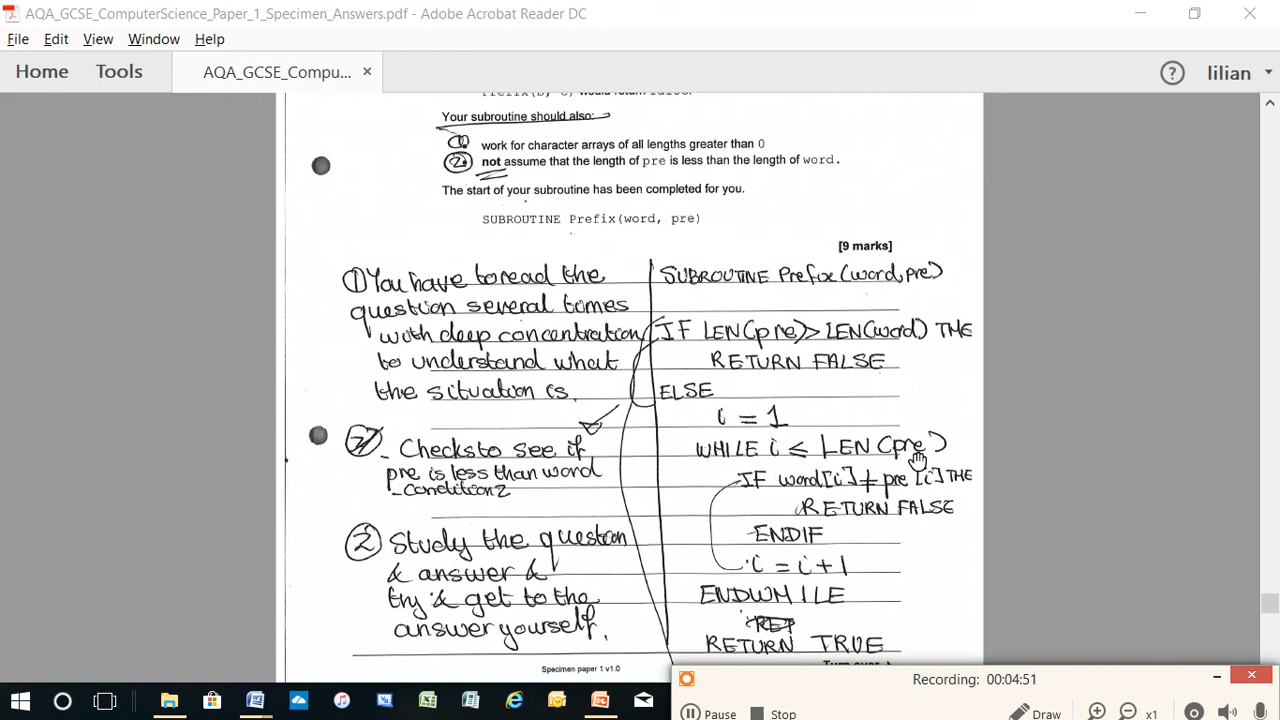 AQA_GCSE_ComputerScience_Paper_1_Specimen_Answers.pdf - Adobe Acrobat Reader DC
File Edit View Window Help
Home Tools AQA_GCSE_Compu... × ? lilian
Your subroutine should also:
1. work for character arrays of all lengths greater than 0
2. not assume that the length of pre is less than the length of word.
The start of your subroutine has been completed for you.
SUBROUTINE Prefix(word, pre)
[9 marks]
① You have to read the
question several times
with deep concentration
to understand what
the situation is.
② - Checks to see if
pre is less than word
- condition 2
② Study the question
& answer &
try & get to the
answer yourself.
SUBROUTINE Prefix(word, pre)
IF LEN(pre) > LEN(word) THE
RETURN FALSE
ELSE
i = 1
WHILE i ≤ LEN(pre)
IF word[i] ≠ pre[i] THE
RETURN FALSE
ENDIF
i = i + 1
ENDWHILE
RET
RETURN TRUE
Specimen paper 1 v1.0
Recording: 00:04:51
Pause Stop Draw x1